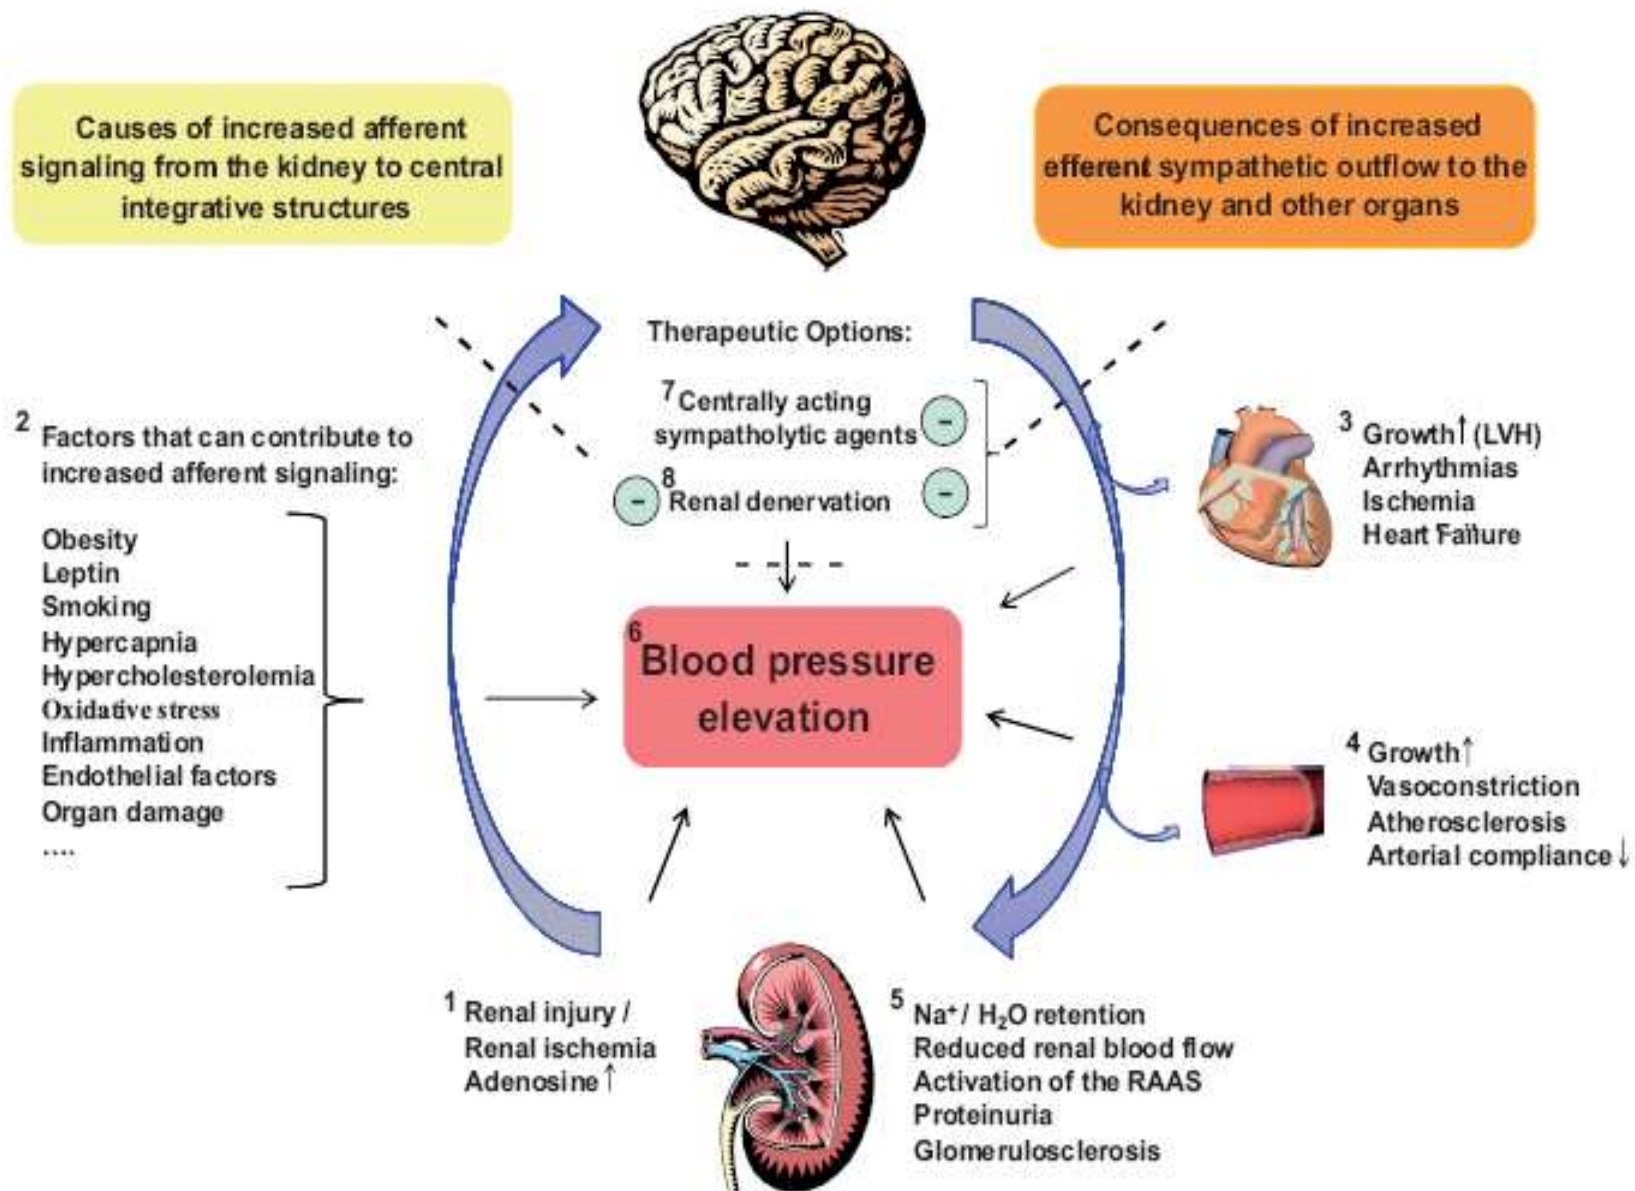 Causes of increased afferent
signaling from the kidney to central
integrative structures
Consequences of increased
efferent sympathetic outflow to the
kidney and other organs
Therapeutic Options:
7 Centrally acting
sympatholytic agents -
- 8 Renal denervation -
2 Factors that can contribute to
increased afferent signaling:
Obesity
Leptin
Smoking
Hypercapnia
Hypercholesterolemia
Oxidative stress
Inflammation
Endothelial factors
Organ damage
....
3 Growth↑ (LVH)
Arrhythmias
Ischemia
Heart Failure
6 Blood pressure
elevation
4 Growth↑
Vasoconstriction
Atherosclerosis
Arterial compliance↓
1 Renal injury /
Renal ischemia
Adenosine↑
5 Na⁺/ H₂O retention
Reduced renal blood flow
Activation of the RAAS
Proteinuria
Glomerulosclerosis